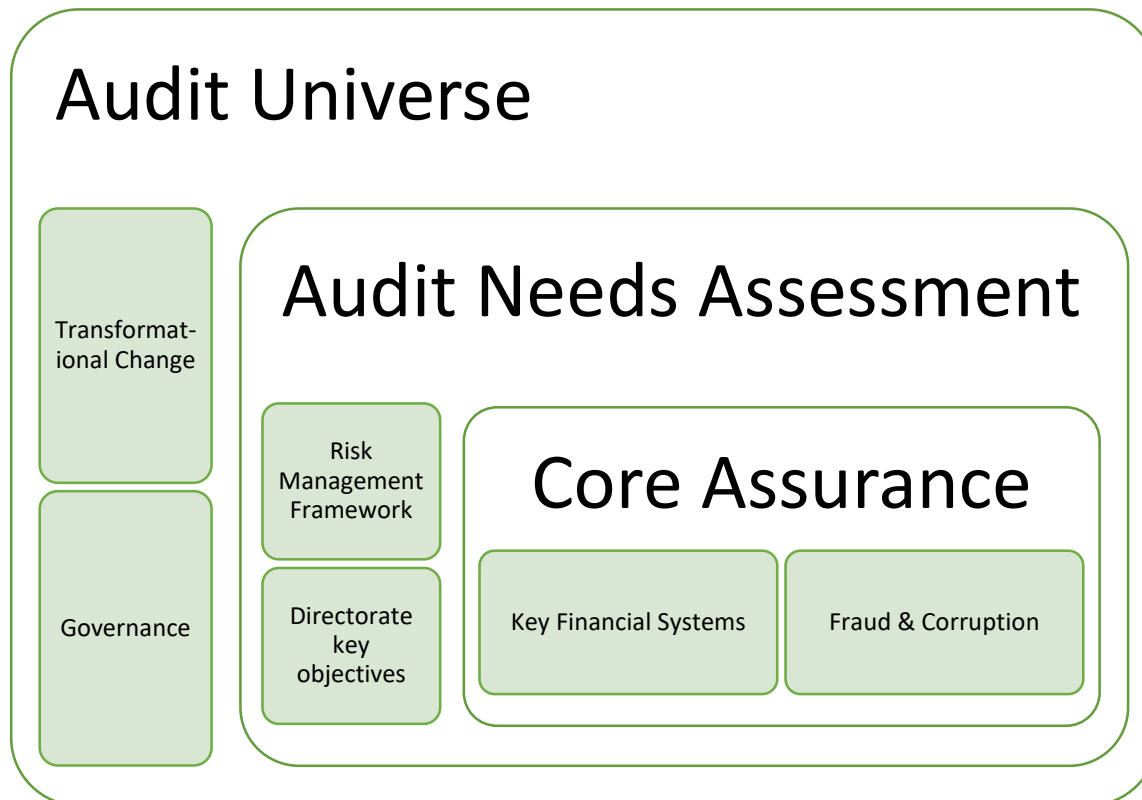 Audit Universe
Transformat-
ional Change
Governance
Audit Needs Assessment
Risk
Management
Framework
Directorate
key
objectives
Core Assurance
Key Financial Systems
Fraud & Corruption